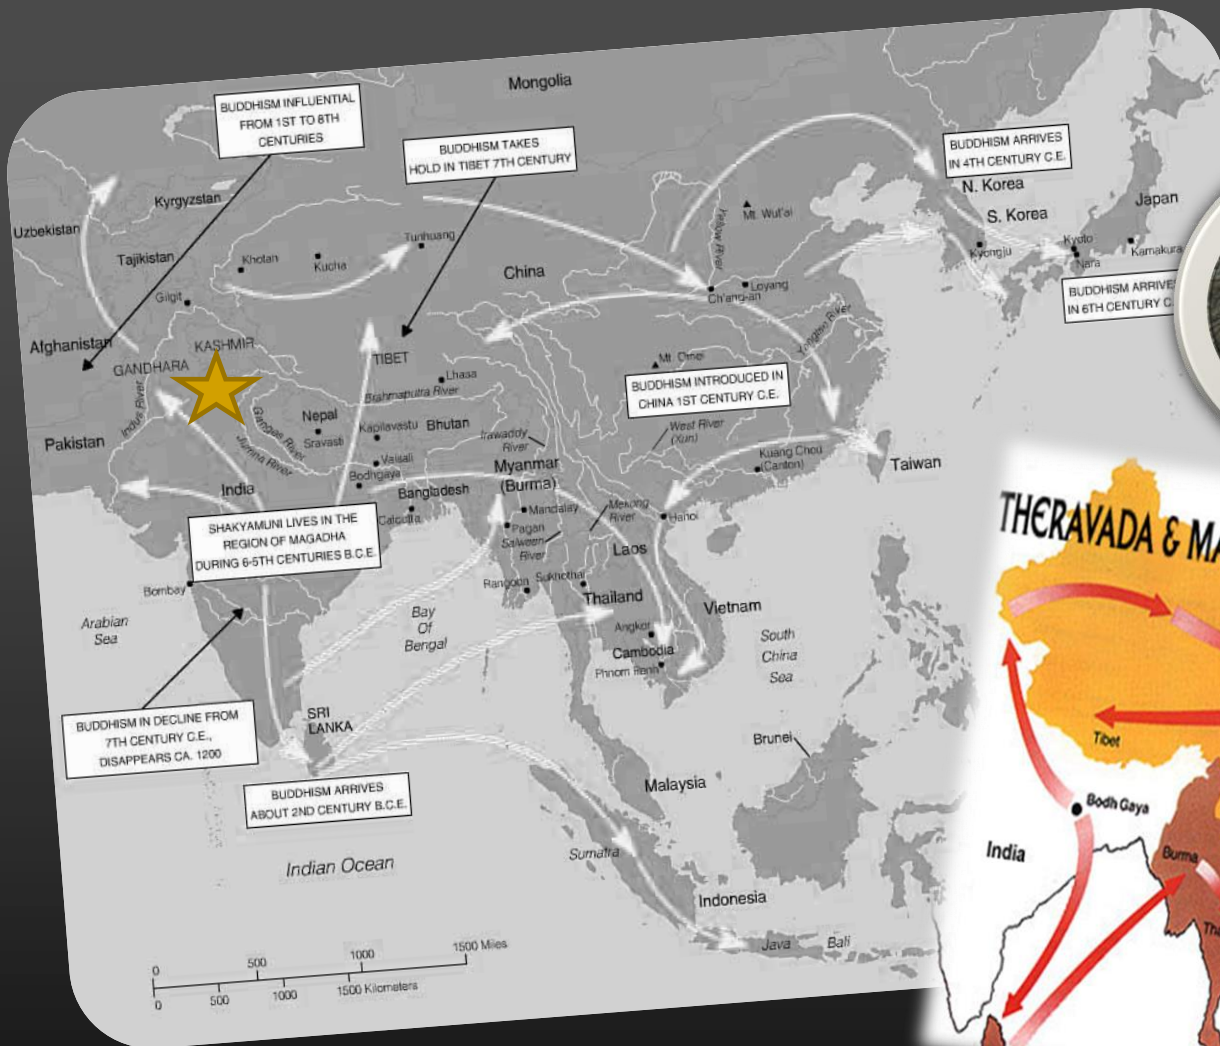 Mongolia
BUDDHISM INFLUENTIAL
FROM 1ST TO 8TH
CENTURIES
BUDDHISM TAKES
HOLD IN TIBET 7TH CENTURY
BUDDHISM ARRIVES
IN 4TH CENTURY C.E.
N. Korea
S. Korea
Japan
Kyrgyzstan
Uzbekistan
Tajikistan
Khotan
Kucha
Tunhuang
China
Mt. Wut'ai
Yellow River
Kyongju
Kyoto
Nara
Kamakura
BUDDHISM ARRIVE
IN 6TH CENTURY C.
Gilgit
Ch'ang-an
Loyang
Afghanistan
GANDHARA
KASHMIR
TIBET
Lhasa
Brahmaputra River
Mt. Omei
Yangtze River
BUDDHISM INTRODUCED IN
CHINA 1ST CENTURY C.E.
Indus River
Pakistan
Ganges River
Jumna River
Nepal
Sravasti
Kapilavastu
Bhutan
Vaisali
Bodhgaya
Irrawaddy
River
West River
(Xun)
Kuang Chou
(Canton)
Taiwan
India
Bangladesh
Calcutta
Myanmar
(Burma)
Mandalay
Pagan
Salween
River
Mekong
River
Hanoi
SHAKYAMUNI LIVES IN THE
REGION OF MAGADHA
DURING 6-5TH CENTURIES B.C.E.
Laos
Bombay
Rangoon
Sukhothai
Thailand
Vietnam
Arabian
Sea
Bay
Of
Bengal
Angkor
Cambodia
Phnom Penh
South
China
Sea
BUDDHISM IN DECLINE FROM
7TH CENTURY C.E.,
DISAPPEARS CA. 1200
SRI
LANKA
Brunei
Malaysia
BUDDHISM ARRIVES
ABOUT 2ND CENTURY B.C.E.
Indian Ocean
Sumatra
Indonesia
Java
Bali
0 500 1000 1500 Miles
0 500 1000 1500 Kilometers
THERAVADA & MA
Tibet
Bodh Gaya
India
Burma
Tha